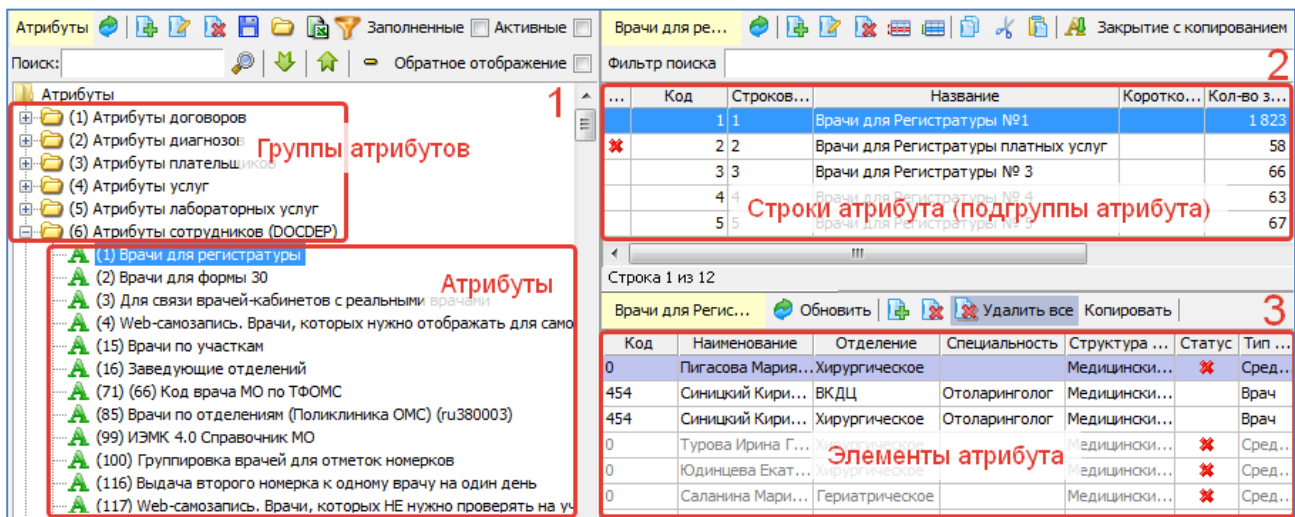 Атрибуты Заполненные Активные
Поиск: Обратное отображение
Атрибуты 1
(1) Атрибуты договоров
(2) Атрибуты диагнозов
(3) Атрибуты плательщиков
(4) Атрибуты услуг
(5) Атрибуты лабораторных услуг
(6) Атрибуты сотрудников (DOCDEP)
Группы атрибутов
(1) Врачи для регистратуры
(2) Врачи для формы 30
(3) Для связи врачей-кабинетов с реальными врачами
(4) Web-самозапись. Врачи, которых нужно отображать для само
(15) Врачи по участкам
(16) Заведующие отделений
(71) (66) Код врача МО по ТФОМС
(85) Врачи по отделениям (Поликлиника ОМС) (ru380003)
(99) ИЭМК 4.0 Справочник МО
(100) Группировка врачей для отметок номерков
(116) Выдача второго номерка к одному врачу на один день
(117) Web-самозапись. Врачи, которых НЕ нужно проверять на уч
Атрибуты
Врачи для ре... Закрытие с копированием
Фильтр поиска 2
... Код Строков... Название Коротко... Кол-во з...
1 1 Врачи для Регистратуры №1 1 823
2 2 Врачи для Регистратуры платных услуг 58
3 3 Врачи для Регистратуры № 3 66
4 4 Врачи для Регистратуры № 4 63
5 5 Врачи для Регистратуры № 5 67
Строки атрибута (подгруппы атрибута)
Строка 1 из 12
Врачи для Регис... Обновить Удалить все Копировать 3
Код Наименование Отделение Специальность Структура ... Статус Тип ...
0 Пигасова Мария... Хирургическое Медицински... Сред...
454 Синицкий Кири... ВКДЦ Отоларинголог Медицински... Врач
454 Синицкий Кири... Хирургическое Отоларинголог Медицински... Врач
0 Турова Ирина Г... Хирургическое Медицински... Сред...
0 Юдинцева Екат... Хирургическое Медицински... Сред...
0 Саланина Мари... Гериатрическое Медицински... Сред...
Элементы атрибута